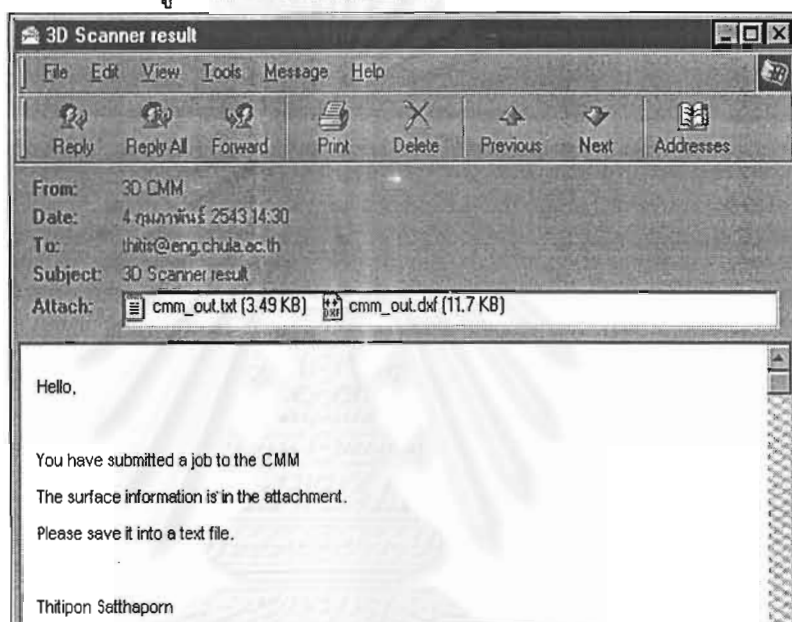 3D Scanner result
File Edit View Tools Message Help
Reply Reply All Forward Print Delete Previous Next Addresses
From: 3D CMM
Date: 4 กุมภาพันธ์ 2543 14:30
To: thitis@eng.chula.ac.th
Subject: 3D Scanner result
Attach: cmm_out.txt (3.49 KB) cmm_out.dxf (11.7 KB)
Hello,
You have submitted a job to the CMM
The surface information is in the attachment.
Please save it into a text file.
Thitipon Satthaporn